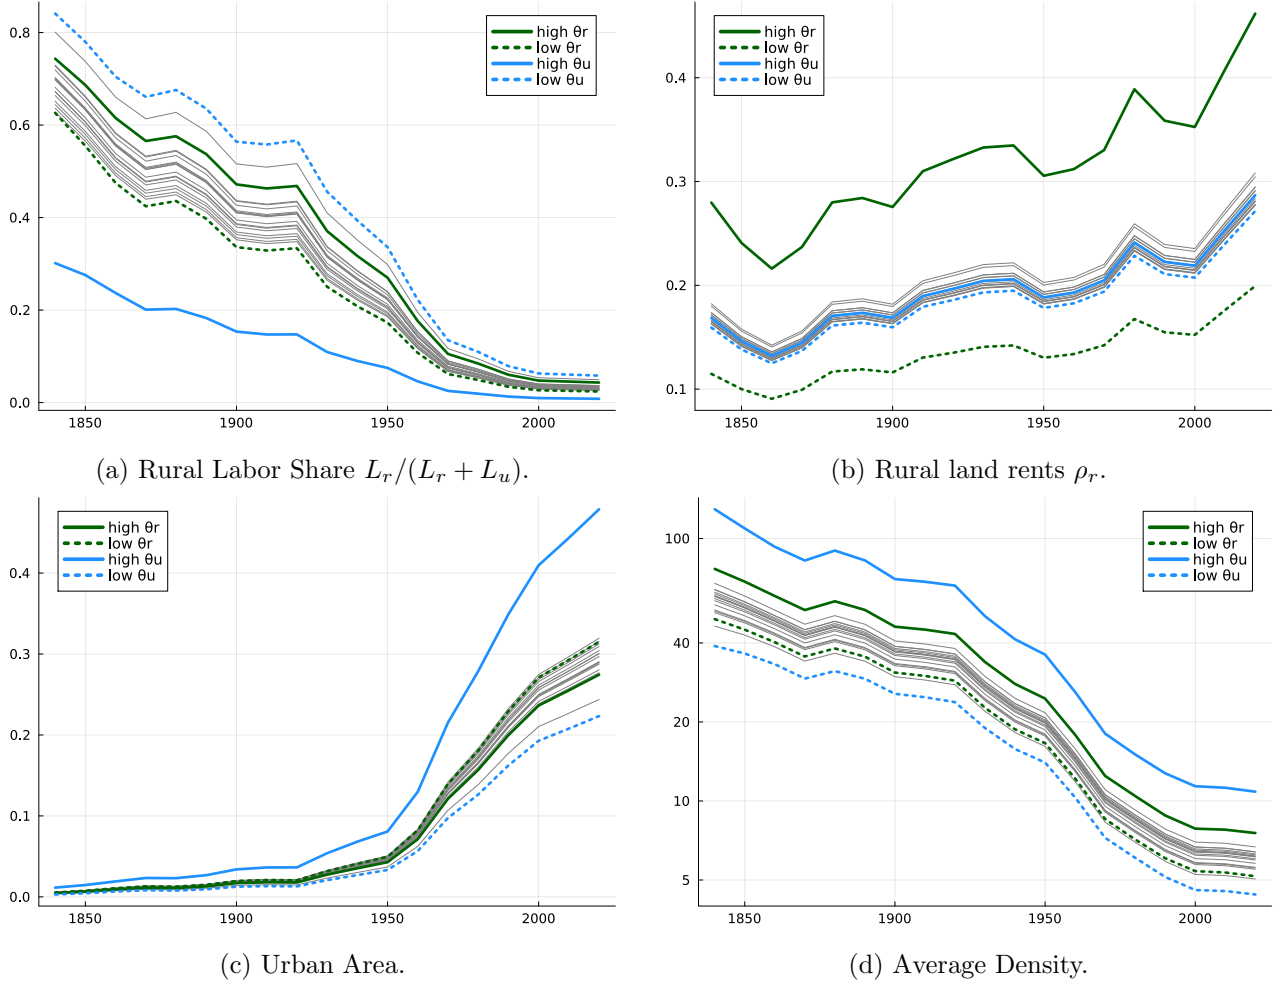 high θr
low θr
high θu
low θu
0.8
0.6
0.4
0.2
0.0
1850
1900
1950
2000
(a) Rural Labor Share L_r/(L_r + L_u).
high θr
low θr
high θu
low θu
0.4
0.3
0.2
0.1
1850
1900
1950
2000
(b) Rural land rents ρ_r.
high θr
low θr
high θu
low θu
0.4
0.3
0.2
0.1
0.0
1850
1900
1950
2000
(c) Urban Area.
high θr
low θr
high θu
low θu
100
40
20
10
5
1850
1900
1950
2000
(d) Average Density.